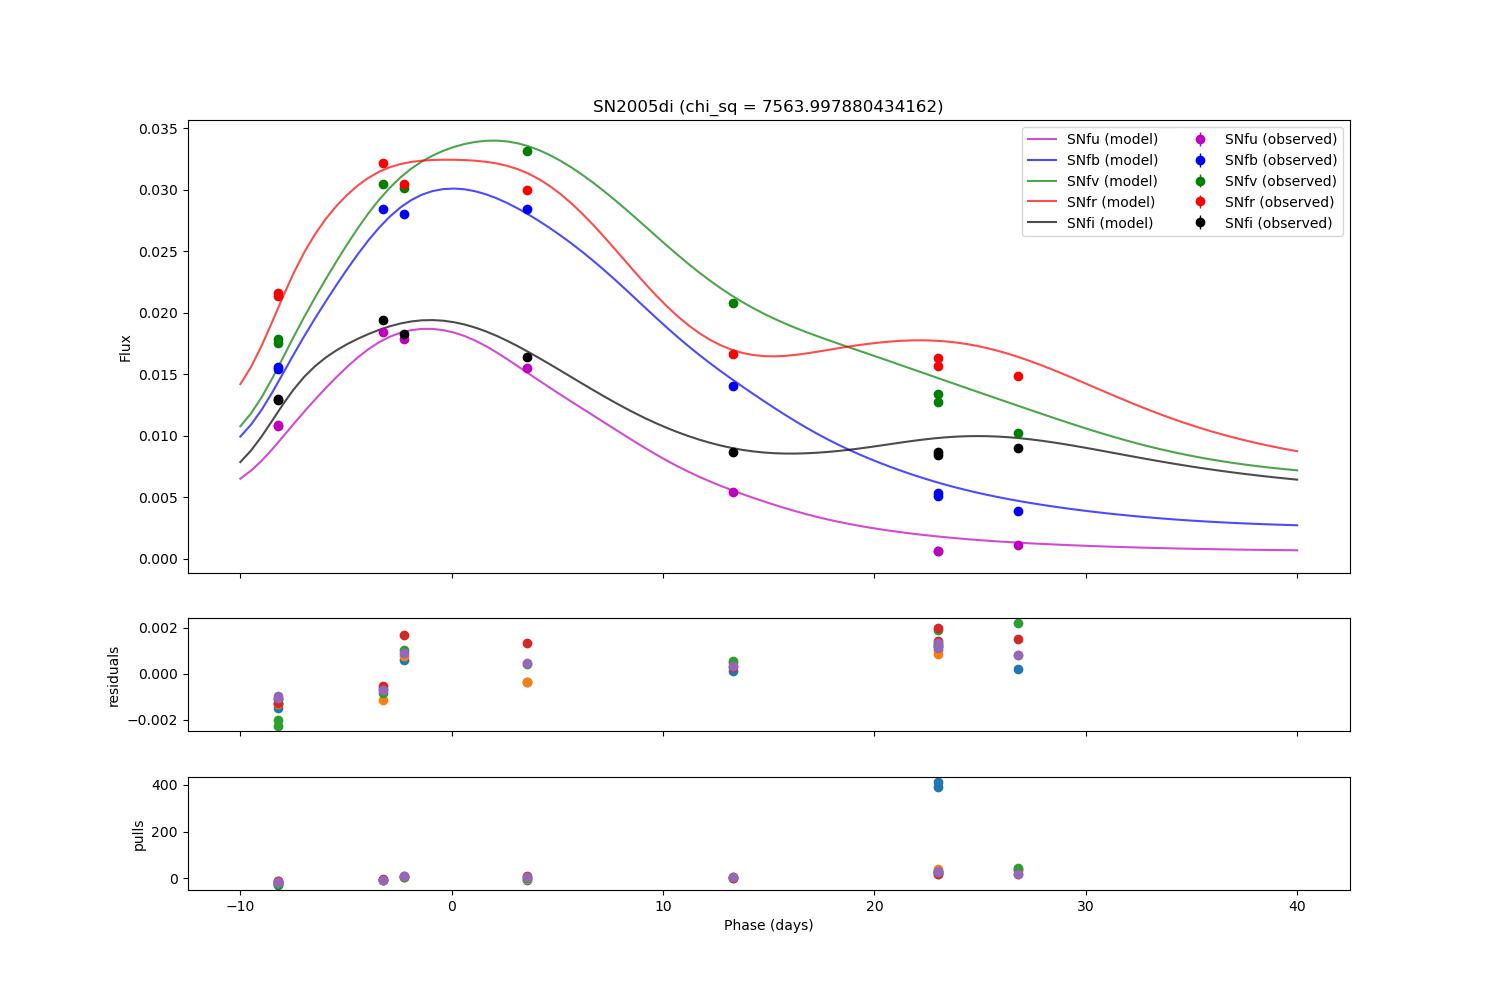 SN2005di (chi_sq = 7563.997880434162)
0.035
0.030
0.025
0.020
0.015
0.010
0.005
0.000
Flux
SNfu (model)
SNfb (model)
SNfv (model)
SNfr (model)
SNfi (model)
SNfu (observed)
SNfb (observed)
SNfv (observed)
SNfr (observed)
SNfi (observed)
0.002
0.000
−0.002
residuals
400
200
0
pulls
−10
0
10
20
30
40
Phase (days)